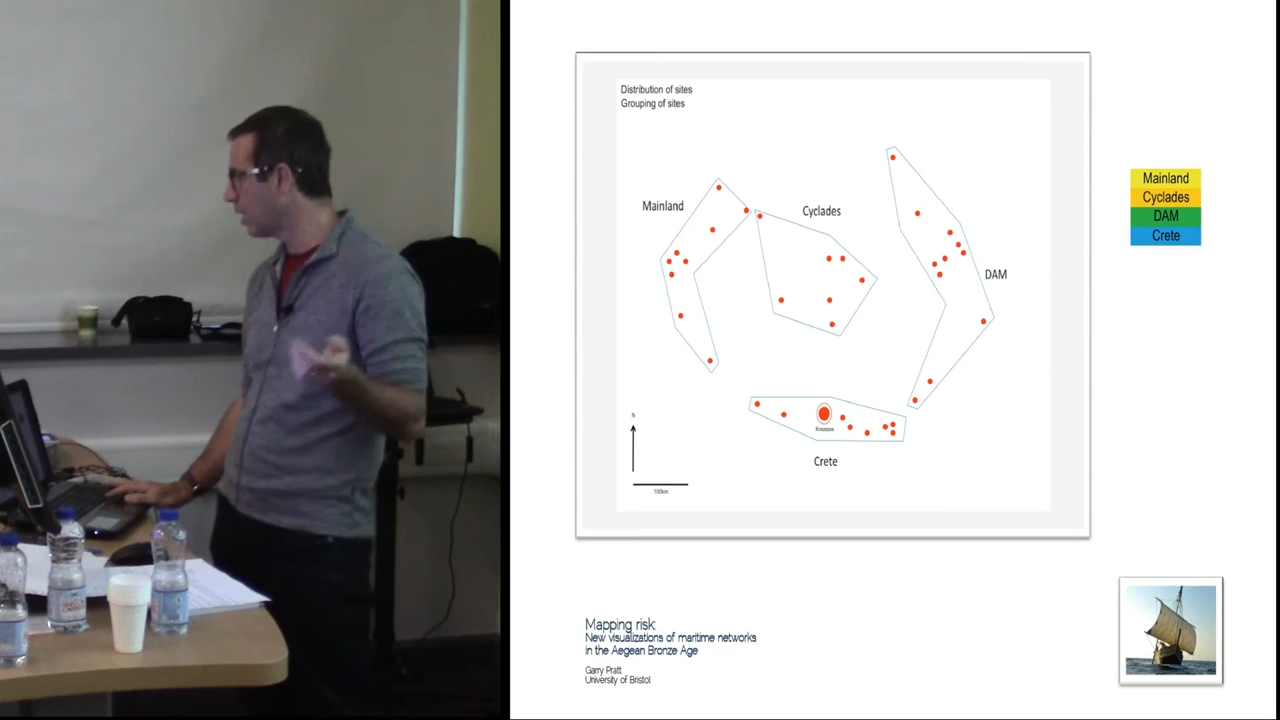 Distribution of sites
Grouping of sites
Mainland
Cyclades
DAM
Crete
Knossos
N
100km
Mainland
Cyclades
DAM
Crete
Mapping risk:
New visualizations of maritime networks
in the Aegean Bronze Age
Garry Pratt
University of Bristol